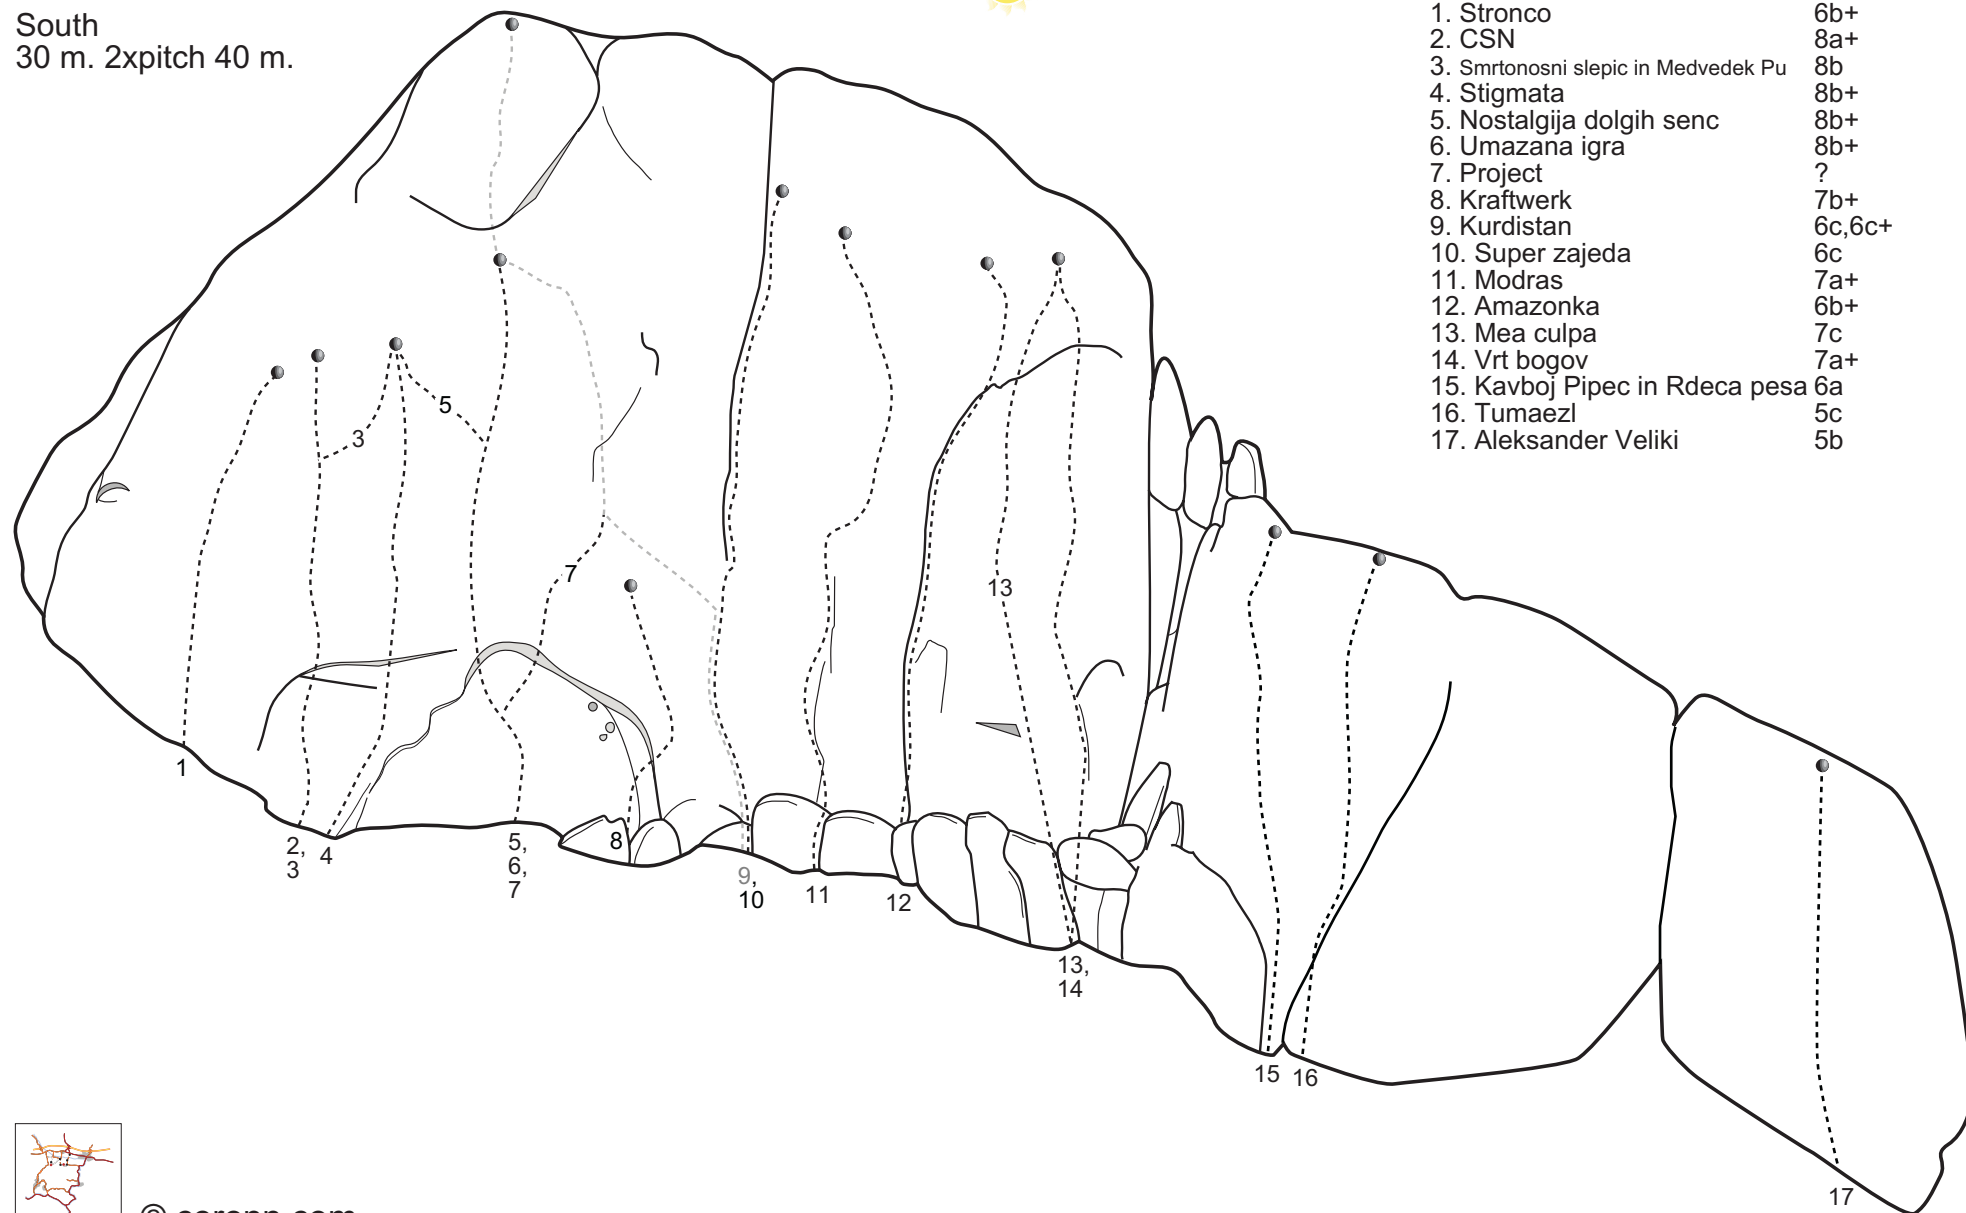 South
30 m. 2xpitch 40 m.
1. Stronco 6b+
2. CSN 8a+
3. Smrtonosni slepic in Medvedek Pu 8b
4. Stigmata 8b+
5. Nostalgija dolgih senc 8b+
6. Umazana igra 8b+
7. Project ?
8. Kraftwerk 7b+
9. Kurdistan 6c,6c+
10. Super zajeda 6c
11. Modras 7a+
12. Amazonka 6b+
13. Mea culpa 7c
14. Vrt bogov 7a+
15. Kavboj Pipec in Rdeca pesa 6a
16. Tumaezl 5c
17. Aleksander Veliki 5b
5
3
7
13
1
2,
3
4
5,
6,
7
8
9,
10
11
12
13,
14
15
16
17